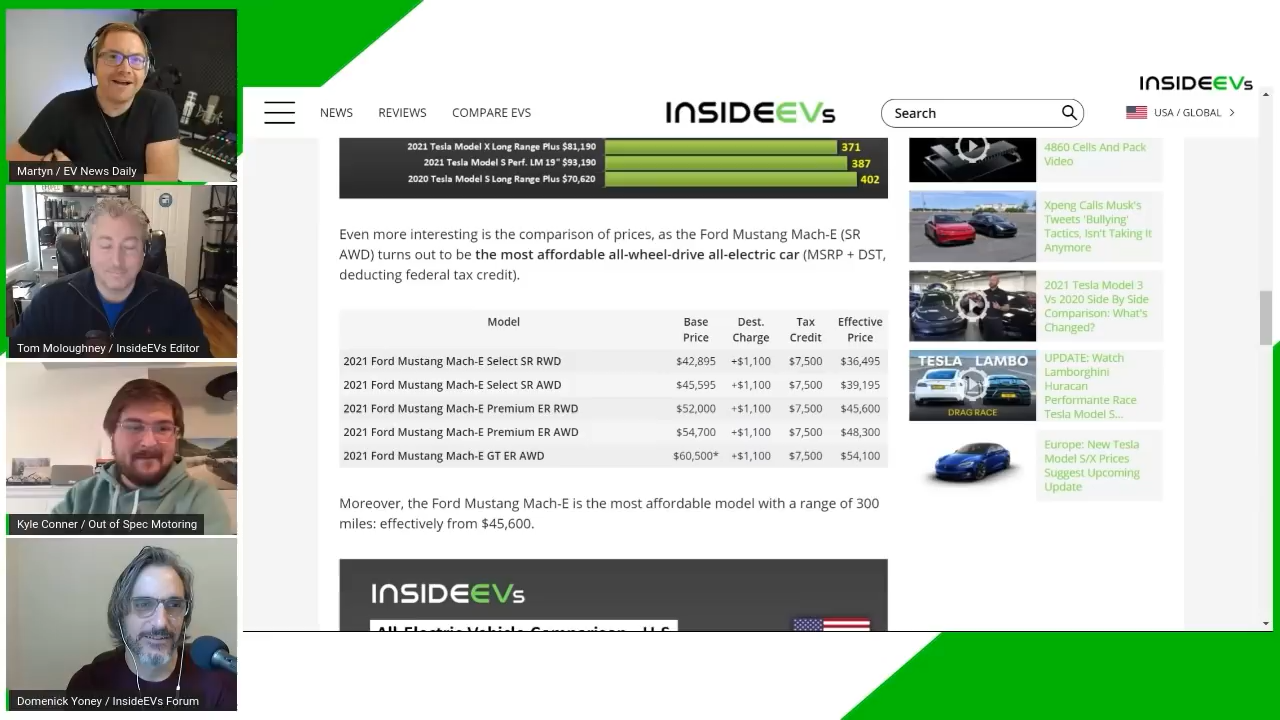 Martyn / EV News Daily
Tom Moloughney / InsideEVs Editor
Kyle Conner / Out of Spec Motoring
Domenick Yoney / InsideEVs Forum
INSIDEEVs
NEWS
REVIEWS
COMPARE EVS
INSIDEEVs
Search
USA / GLOBAL
2021 Tesla Model X Long Range Plus $81,190 371
2021 Tesla Model S Perf. LM 19" $93,190 387
2020 Tesla Model S Long Range Plus $70,620 402
Even more interesting is the comparison of prices, as the Ford Mustang Mach-E (SR
AWD) turns out to be the most affordable all-wheel-drive all-electric car (MSRP + DST,
deducting federal tax credit).
Model Base Price Dest. Charge Tax Credit Effective Price
2021 Ford Mustang Mach-E Select SR RWD $42,895 +$1,100 $7,500 $36,495
2021 Ford Mustang Mach-E Select SR AWD $45,595 +$1,100 $7,500 $39,195
2021 Ford Mustang Mach-E Premium ER RWD $52,000 +$1,100 $7,500 $45,600
2021 Ford Mustang Mach-E Premium ER AWD $54,700 +$1,100 $7,500 $48,300
2021 Ford Mustang Mach-E GT ER AWD $60,500* +$1,100 $7,500 $54,100
Moreover, the Ford Mustang Mach-E is the most affordable model with a range of 300
miles: effectively from $45,600.
INSIDEEVs
4860 Cells And Pack
Video
Xpeng Calls Musk's
Tweets 'Bullying'
Tactics, Isn't Taking It
Anymore
2021 Tesla Model 3
Vs 2020 Side By Side
Comparison: What's
Changed?
TESLA LAMBO
DRAG RACE
UPDATE: Watch
Lamborghini
Huracan
Performante Race
Tesla Model S...
Europe: New Tesla
Model S/X Prices
Suggest Upcoming
Update